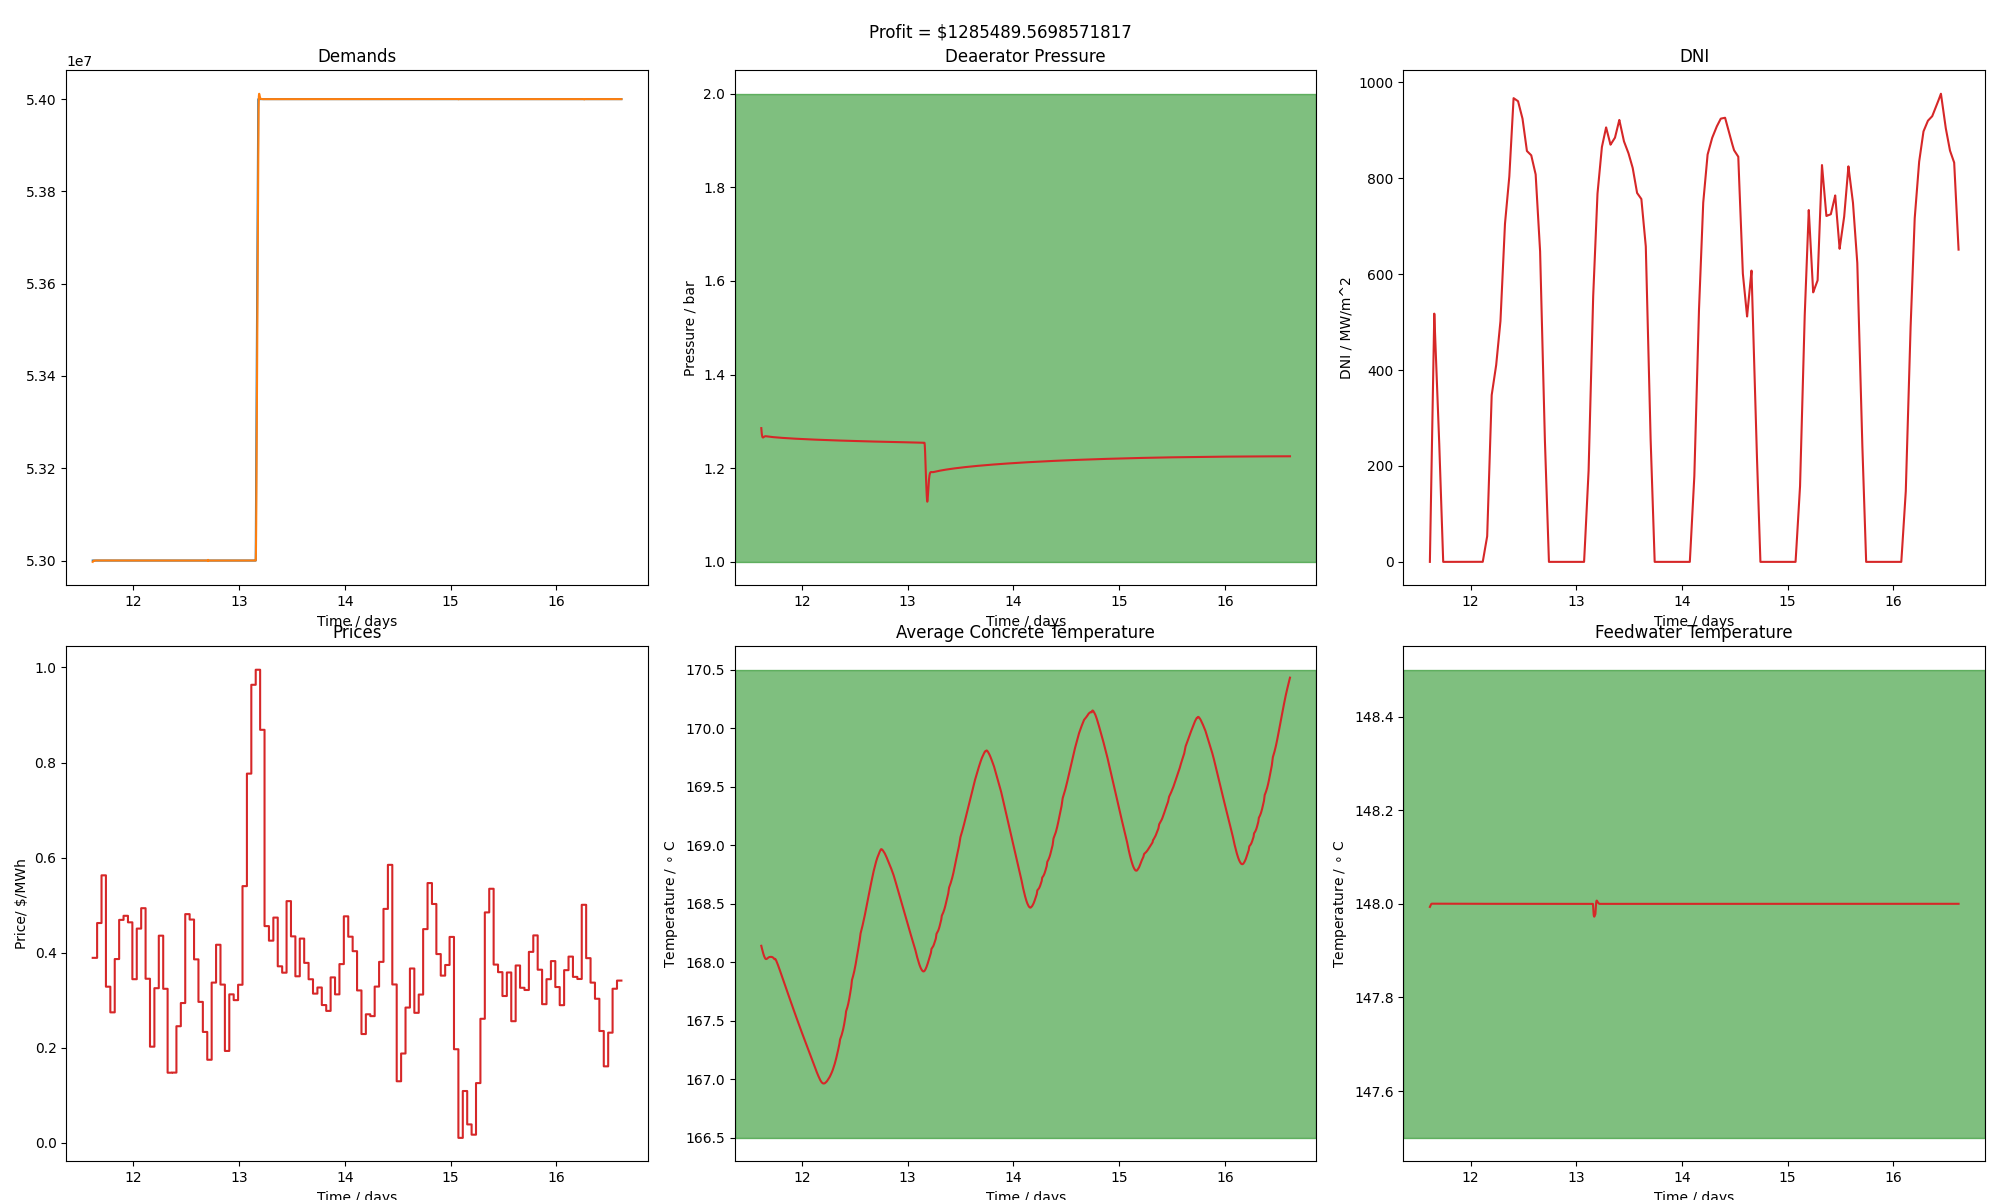 Profit = $1285489.5698571817
Demands
1e7
5.40
5.38
5.36
5.34
5.32
5.30
12 13 14 15 16
Time / days
Deaerator Pressure
Pressure / bar
2.0
1.8
1.6
1.4
1.2
1.0
12 13 14 15 16
Time / days
DNI
DNI / MW/m^2
1000
800
600
400
200
0
12 13 14 15 16
Time / days
Prices
Price/ $/MWh
1.0
0.8
0.6
0.4
0.2
0.0
12 13 14 15 16
Time / days
Average Concrete Temperature
Temperature / ∘ C
170.5
170.0
169.5
169.0
168.5
168.0
167.5
167.0
166.5
12 13 14 15 16
Time / days
Feedwater Temperature
Temperature / ∘ C
148.4
148.2
148.0
147.8
147.6
12 13 14 15 16
Time / days